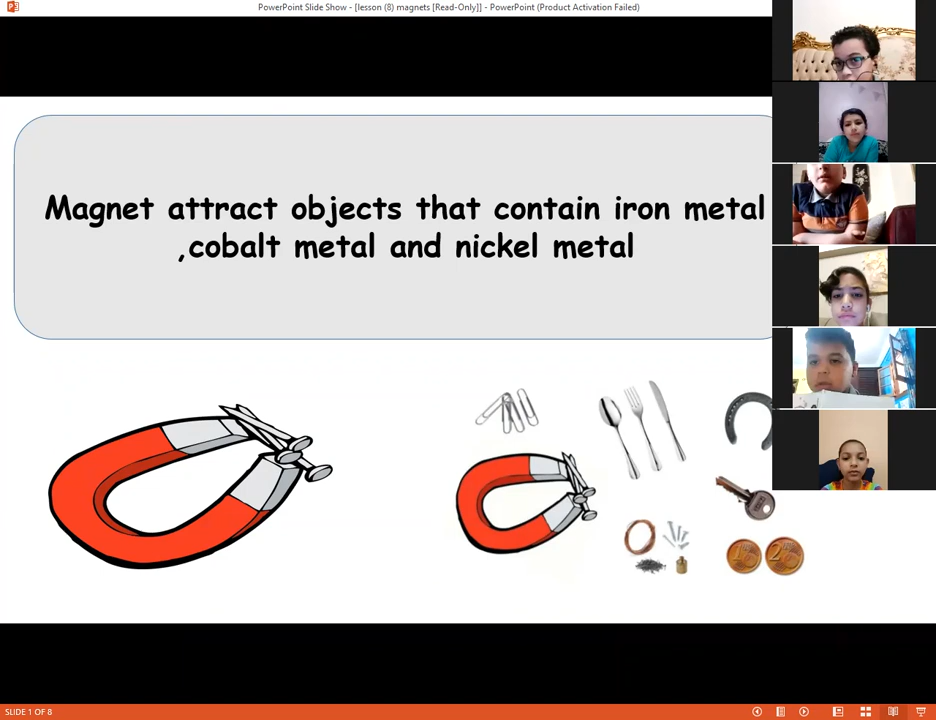 PowerPoint Slide Show - [lesson (8) magnets [Read-Only]] - PowerPoint (Product Activation Failed)
Magnet attract objects that contain iron metal
,cobalt metal and nickel metal
SLIDE 1 OF 8